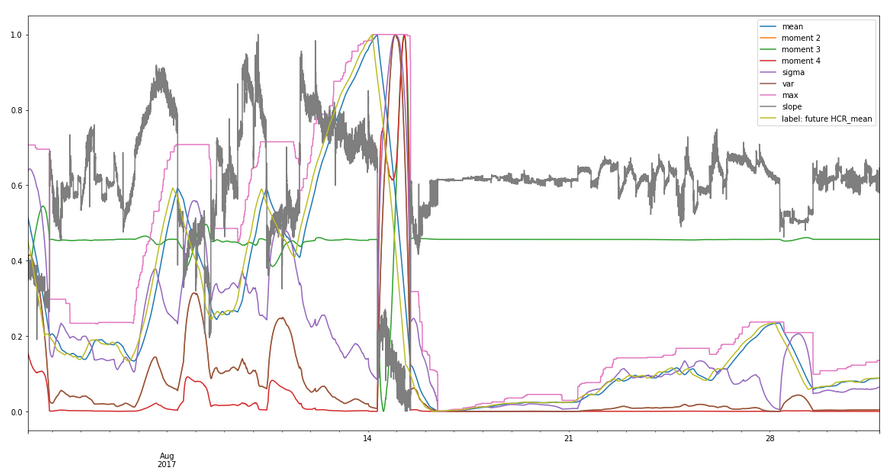 1.0
0.8
0.6
0.4
0.2
0.0
mean
moment 2
moment 3
moment 4
sigma
var
max
slope
label: future HCR_mean
14
21
28
Aug
2017